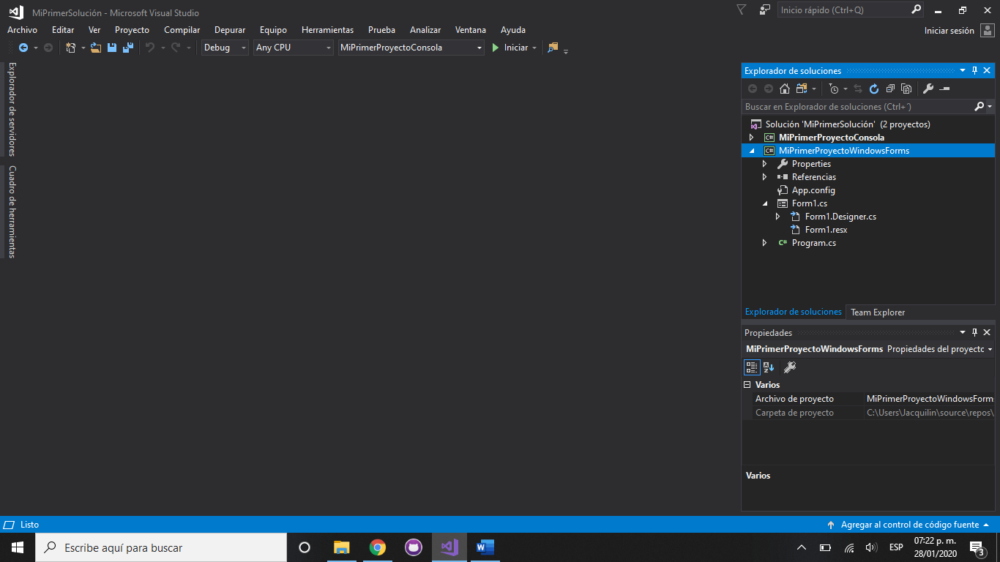 MiPrimerSolución - Microsoft Visual Studio
Inicio rápido (Ctrl+Q)
Archivo Editar Ver Proyecto Compilar Depurar Equipo Herramientas Prueba Analizar Ventana Ayuda
Iniciar sesión
Debug Any CPU MiPrimerProyectoConsola Iniciar
Explorador de servidores
Cuadro de herramientas
Explorador de soluciones
Buscar en Explorador de soluciones (Ctrl+´)
Solución 'MiPrimerSolución' (2 proyectos)
C# MiPrimerProyectoConsola
C# MiPrimerProyectoWindowsForms
Properties
Referencias
App.config
Form1.cs
Form1.Designer.cs
Form1.resx
C# Program.cs
Explorador de soluciones Team Explorer
Propiedades
MiPrimerProyectoWindowsForms Propiedades del proyecto
Varios
Archivo de proyecto MiPrimerProyectoWindowsForms
Carpeta de proyecto C:\Users\Jacquilin\source\repos\
Varios
Listo
Agregar al control de código fuente
Escribe aquí para buscar
ESP
07:22 p. m.
28/01/2020
3